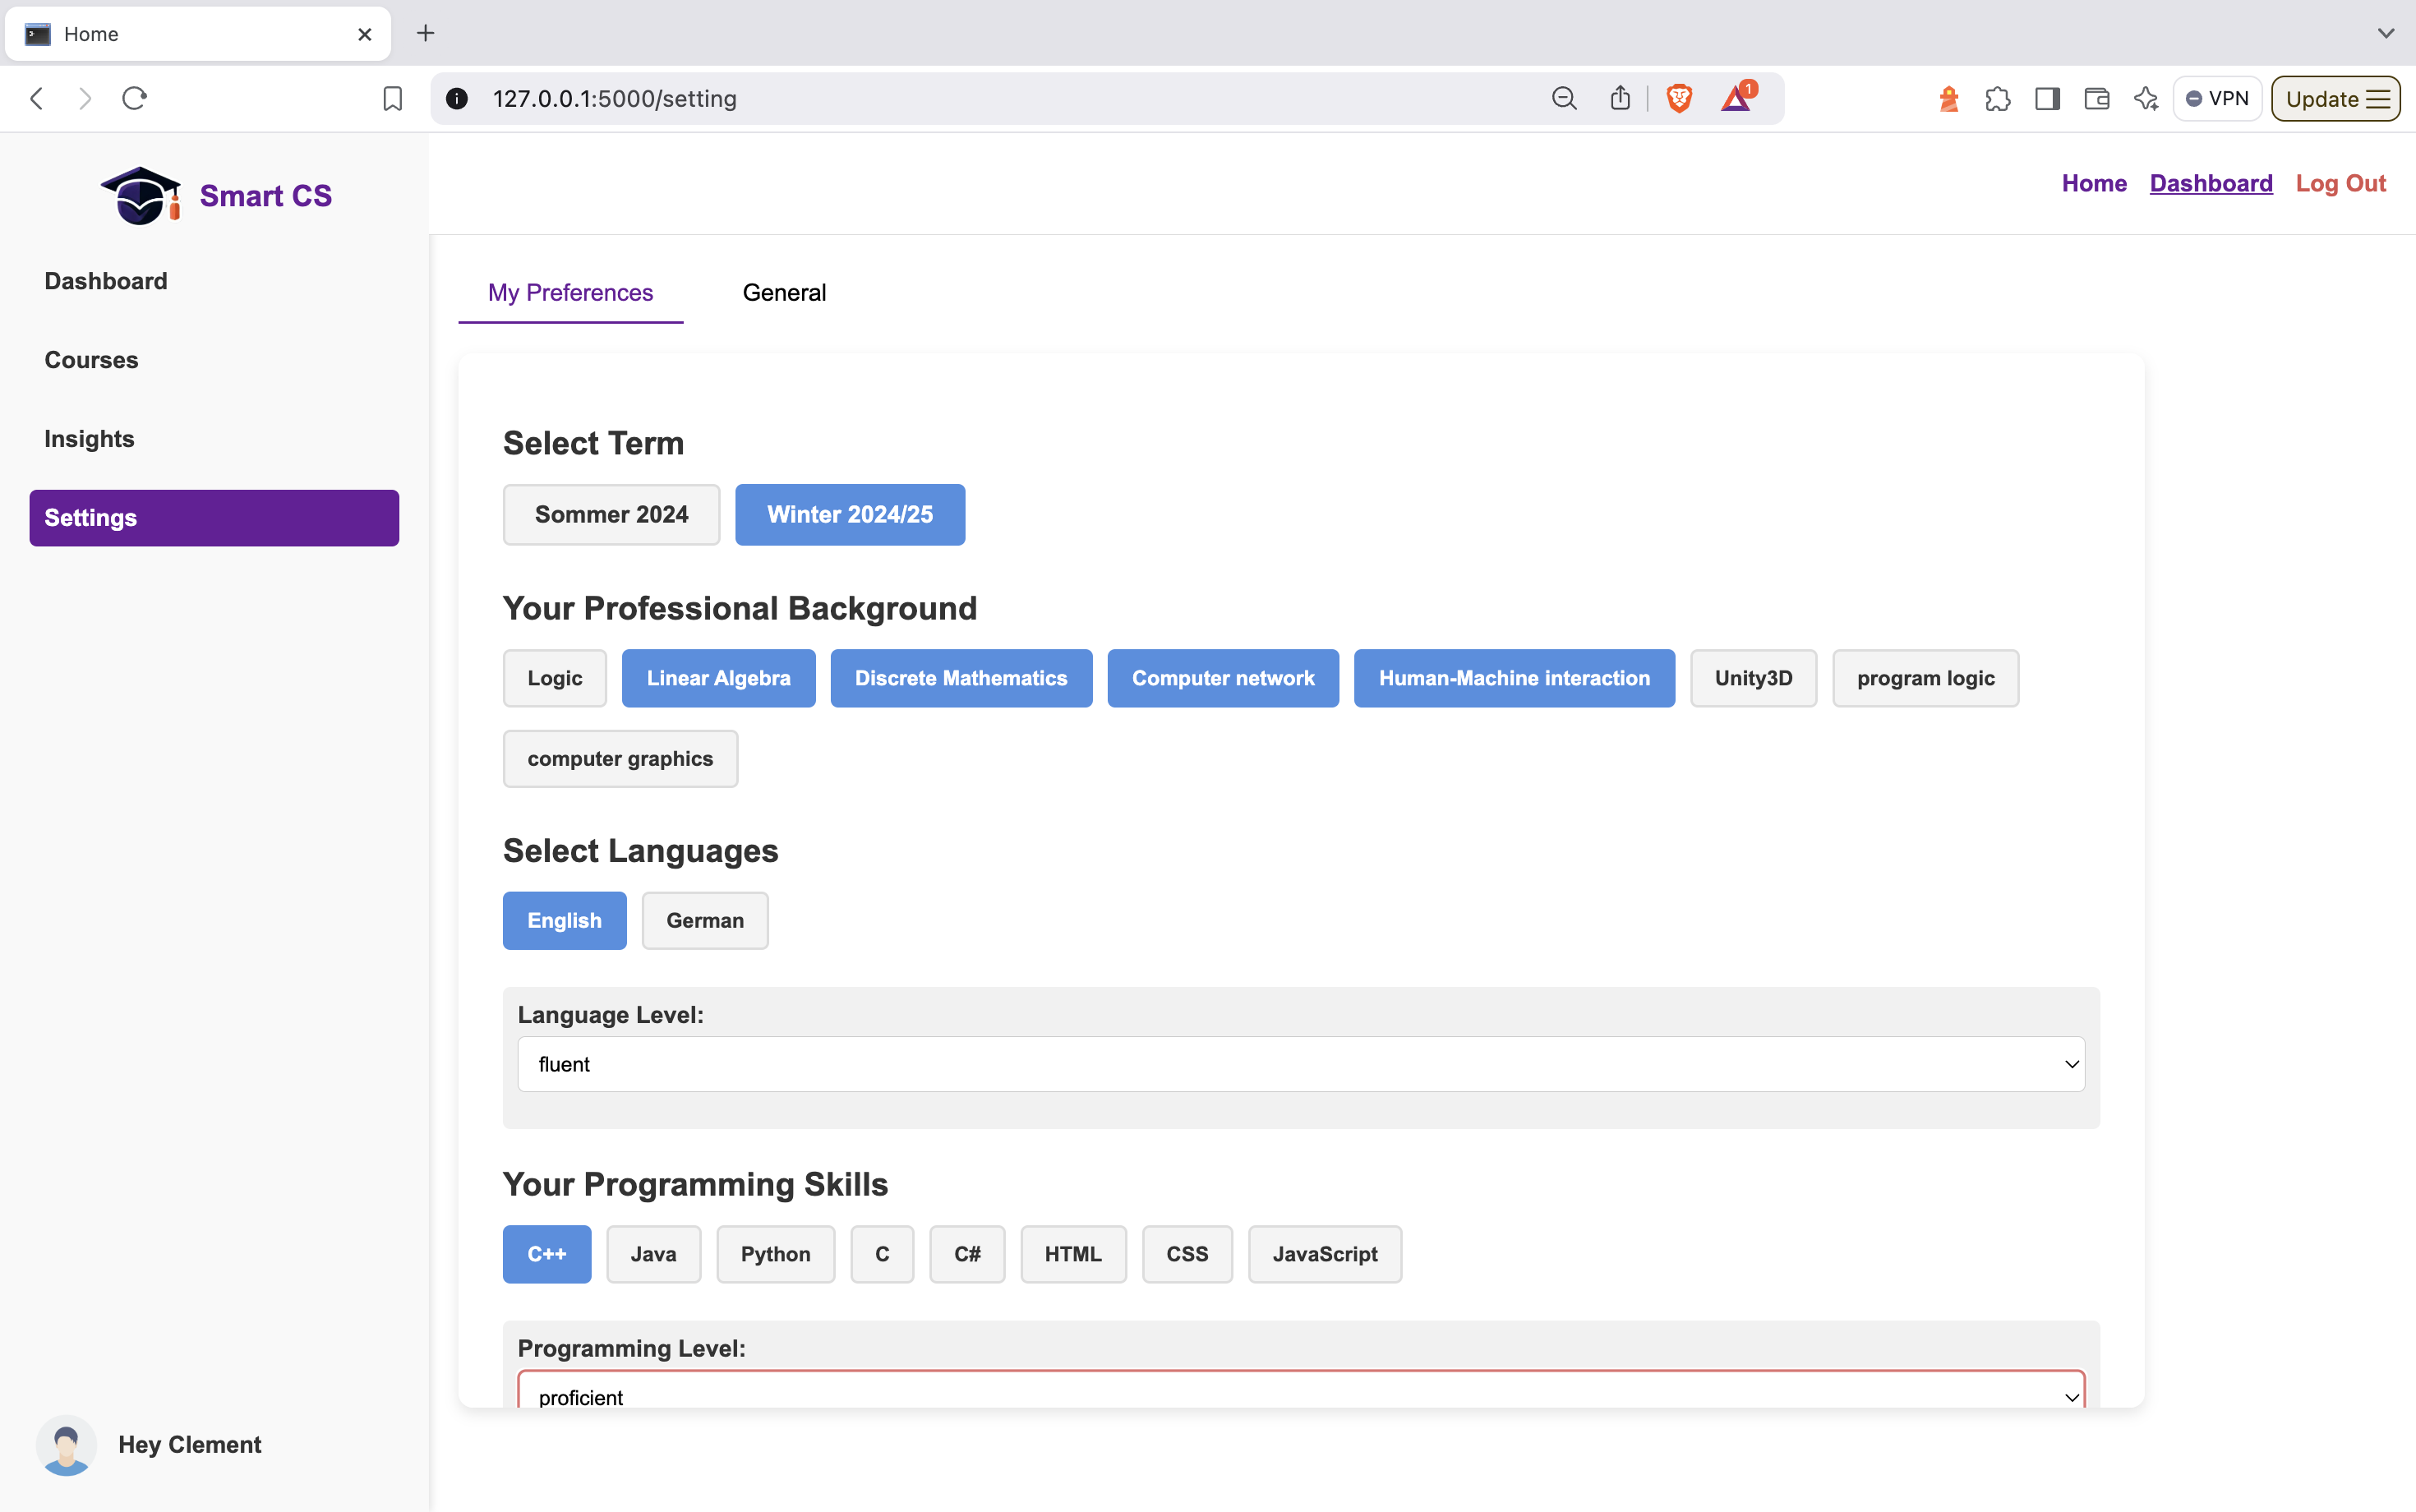 Home
127.0.0.1:5000/setting
1
VPN
Update
Smart CS
Home Dashboard Log Out
Dashboard
Courses
Insights
Settings
My Preferences General
Select Term
Sommer 2024 Winter 2024/25
Your Professional Background
Logic Linear Algebra Discrete Mathematics Computer network Human-Machine interaction Unity3D program logic
computer graphics
Select Languages
English German
Language Level:
fluent
Your Programming Skills
C++ Java Python C C# HTML CSS JavaScript
Programming Level:
proficient
Hey Clement